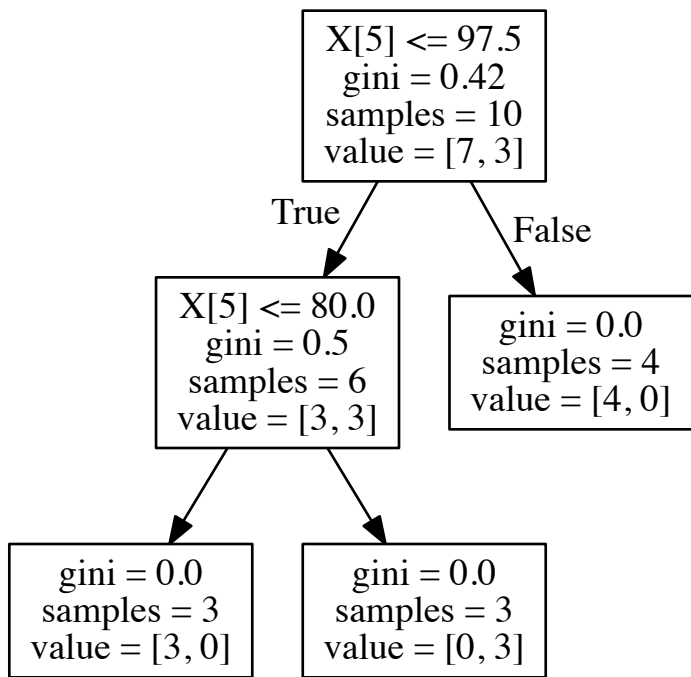 X[5] <= 97.5
gini = 0.42
samples = 10
value = [7, 3]
True
False
X[5] <= 80.0
gini = 0.5
samples = 6
value = [3, 3]
gini = 0.0
samples = 4
value = [4, 0]
gini = 0.0
samples = 3
value = [3, 0]
gini = 0.0
samples = 3
value = [0, 3]